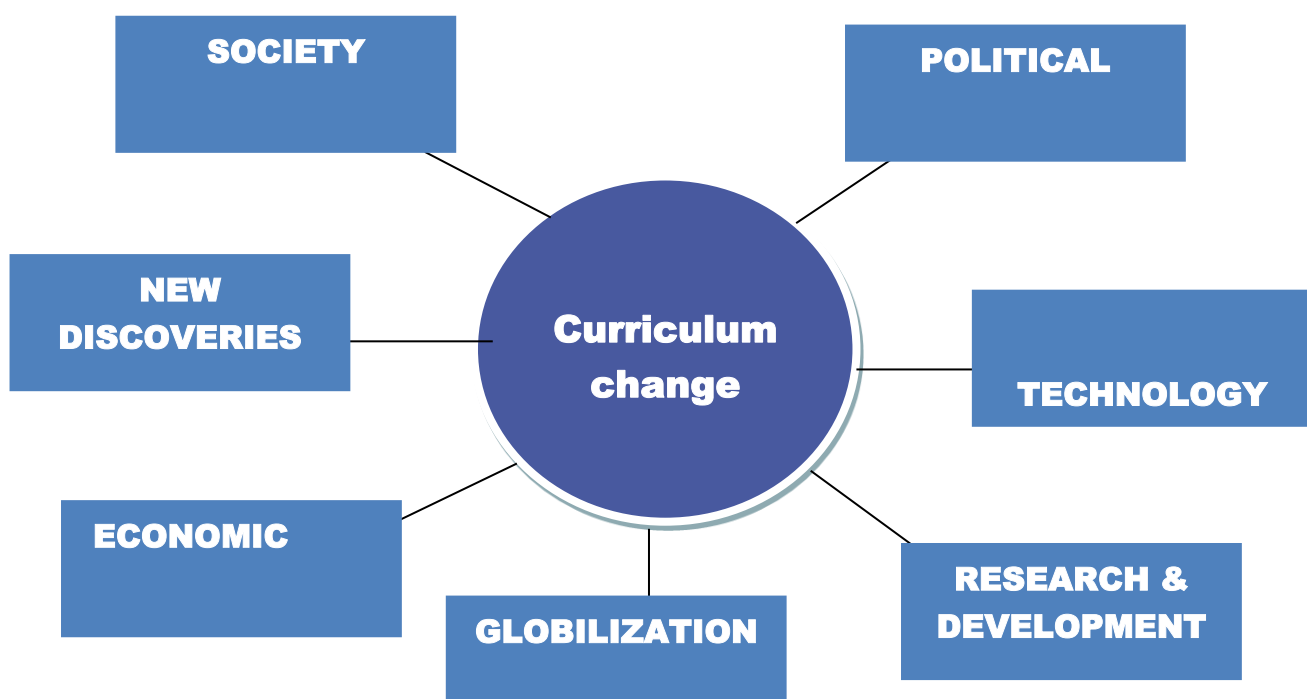 SOCIETY
POLITICAL
NEW
DISCOVERIES
Curriculum
change
TECHNOLOGY
ECONOMIC
GLOBILIZATION
RESEARCH &
DEVELOPMENT